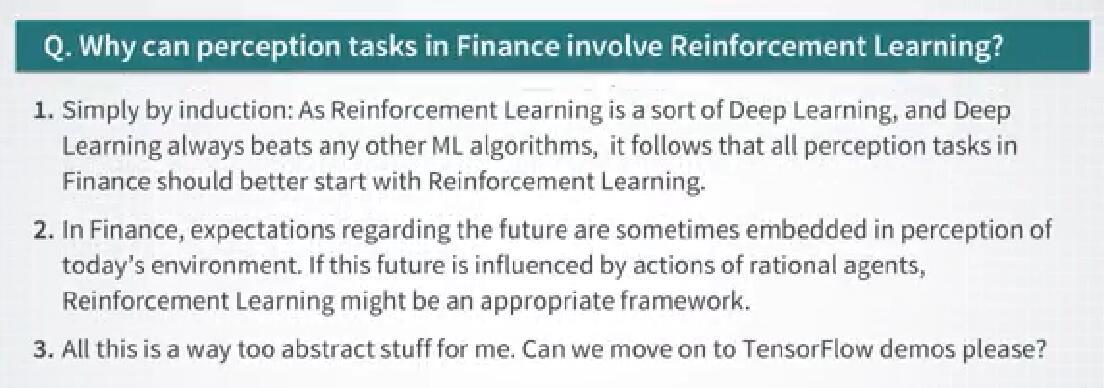 Q. Why can perception tasks in Finance involve Reinforcement Learning?
1. Simply by induction: As Reinforcement Learning is a sort of Deep Learning, and Deep
Learning always beats any other ML algorithms, it follows that all perception tasks in
Finance should better start with Reinforcement Learning.
2. In Finance, expectations regarding the future are sometimes embedded in perception of
today's environment. If this future is influenced by actions of rational agents,
Reinforcement Learning might be an appropriate framework.
3. All this is a way too abstract stuff for me. Can we move on to TensorFlow demos please?